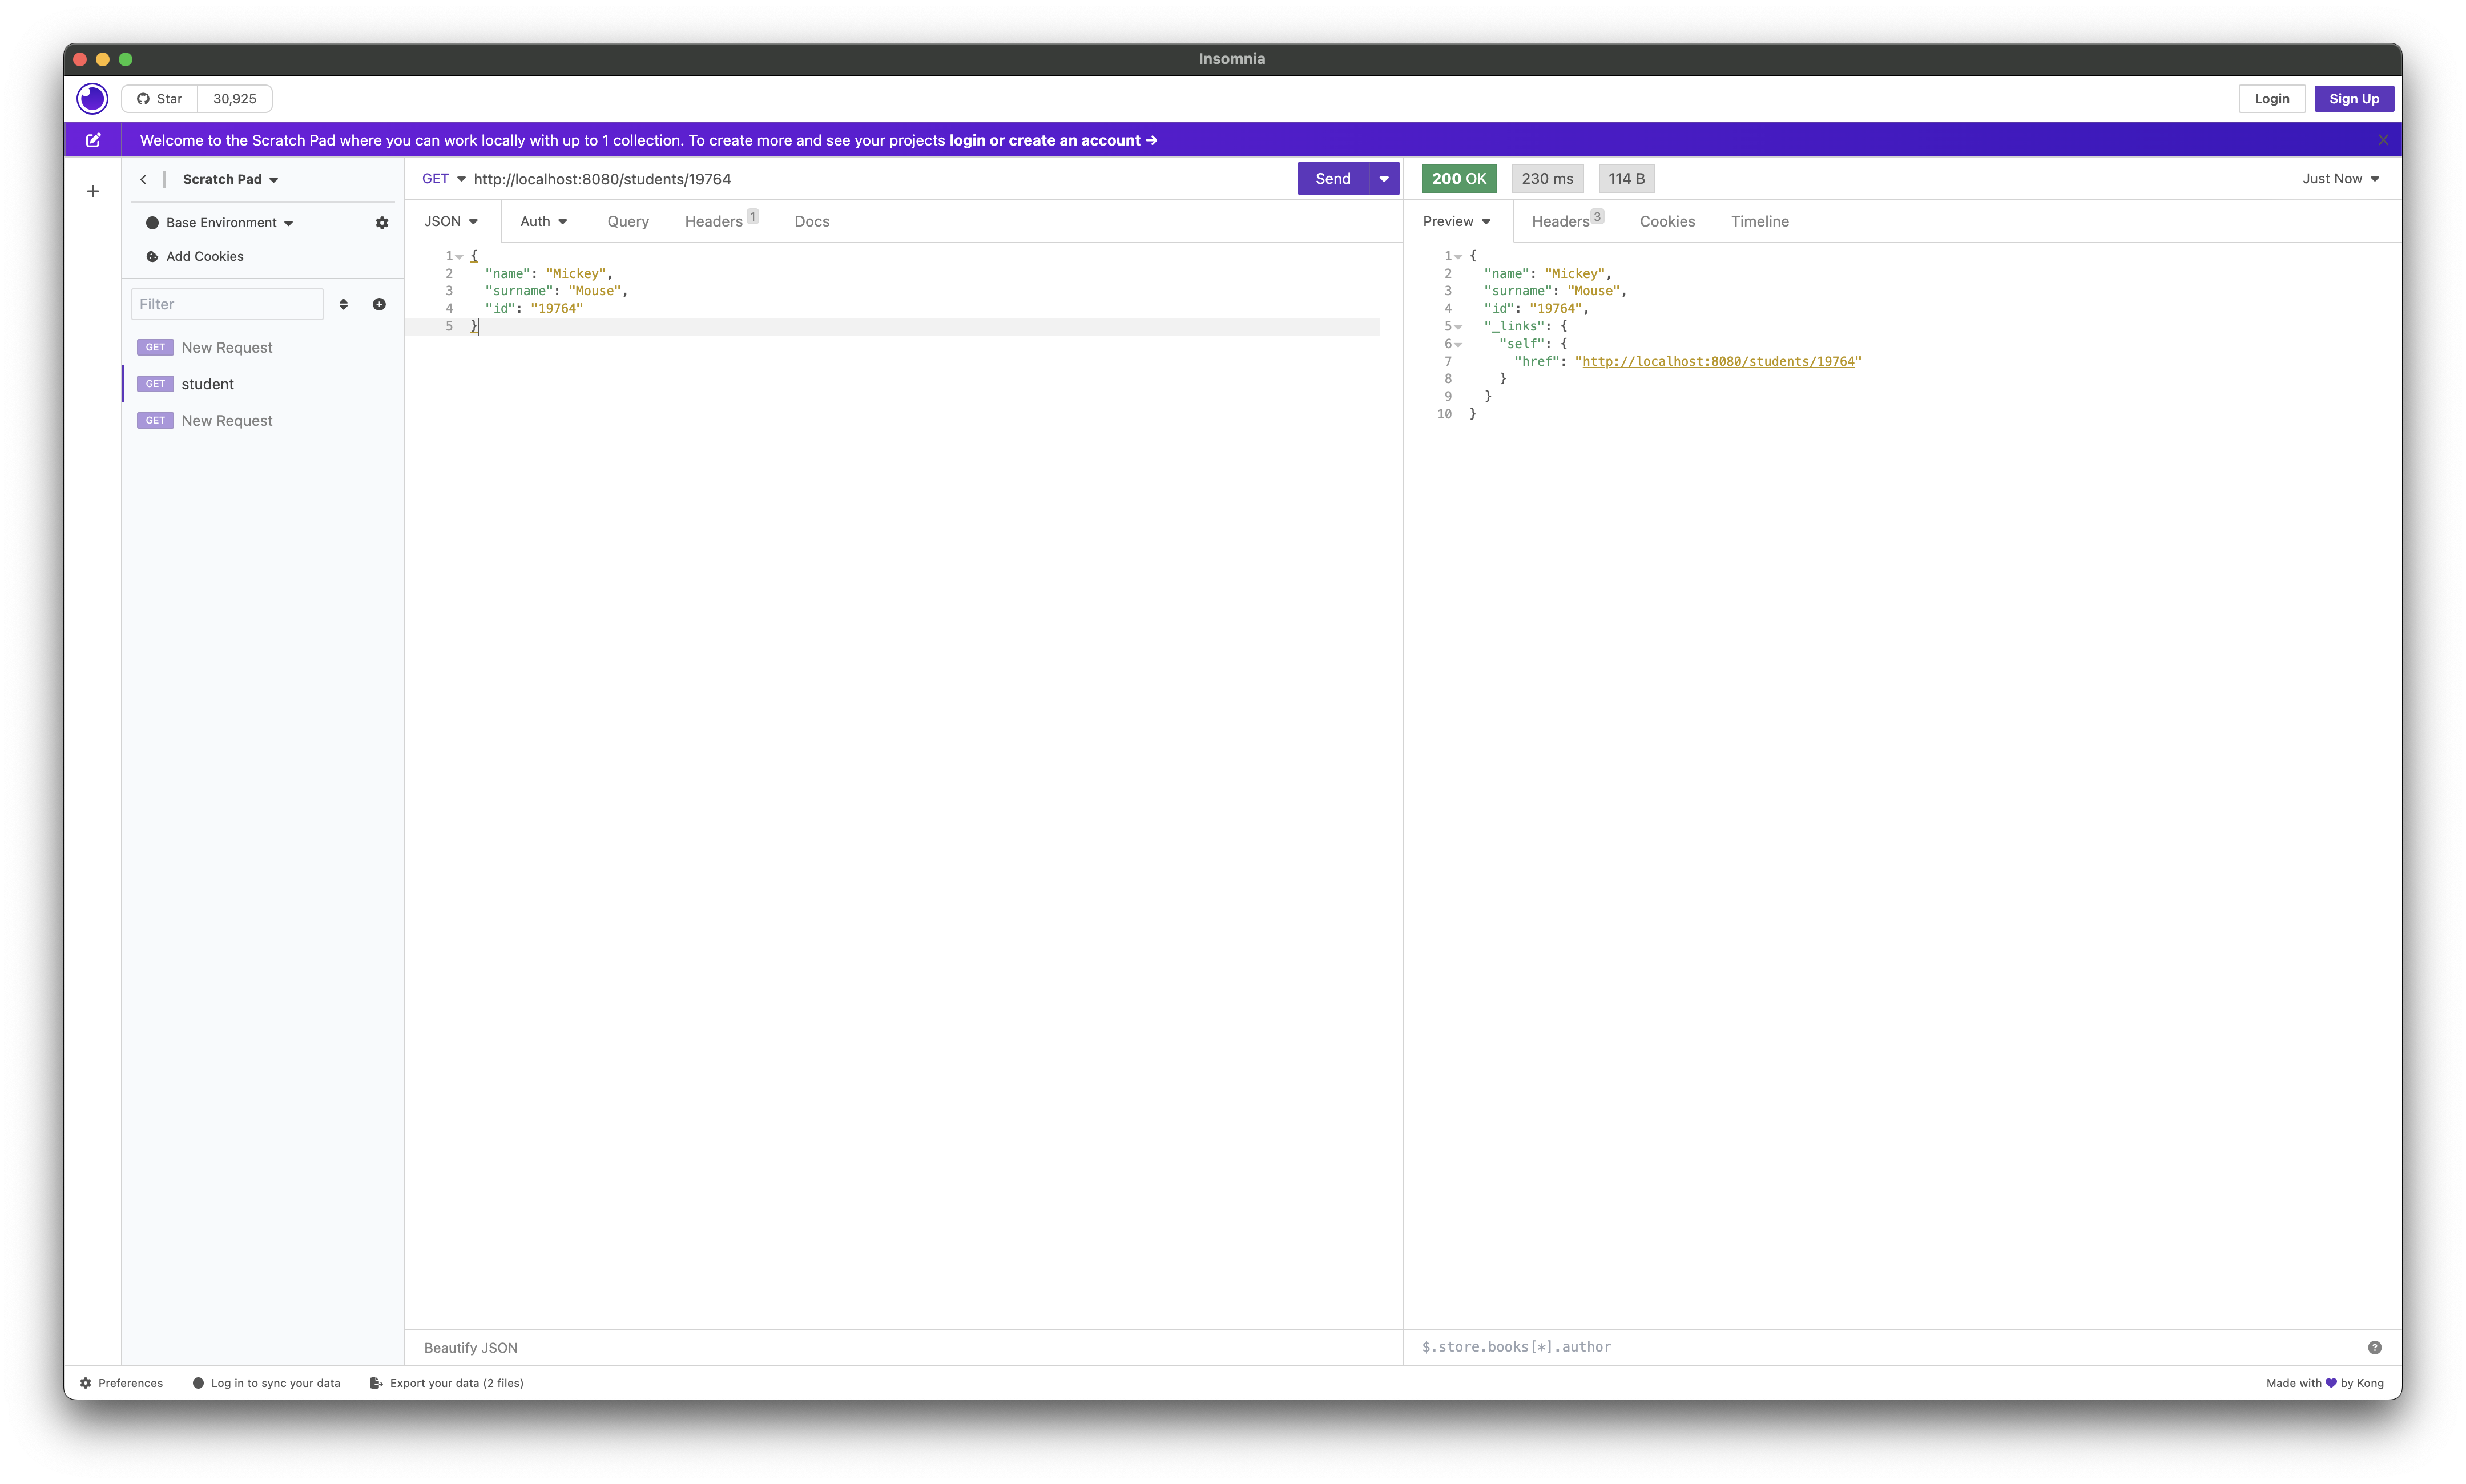 Insomnia
Star 30,925
Login Sign Up
Welcome to the Scratch Pad where you can work locally with up to 1 collection. To create more and see your projects login or create an account → X
+
Scratch Pad
Base Environment
Add Cookies
Filter
GET New Request
GET student
GET New Request
GET http://localhost:8080/students/19764 Send
JSON Auth Query Headers 1 Docs
1 {
2 "name": "Mickey",
3 "surname": "Mouse",
4 "id": "19764"
5 }
Beautify JSON
200 OK 230 ms 114 B Just Now
Preview Headers 3 Cookies Timeline
1 {
2 "name": "Mickey",
3 "surname": "Mouse",
4 "id": "19764",
5 "_links": {
6 "self": {
7 "href": "http://localhost:8080/students/19764"
8 }
9 }
10 }
$.store.books[*].author ?
Preferences Log in to sync your data Export your data (2 files) Made with 💜 by Kong